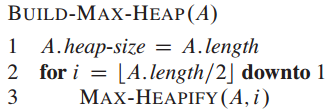 BUILD-MAX-HEAP(A)
1 A.heap-size = A.length
2 for i = ⌊A.length/2⌋ downto 1
3 MAX-HEAPIFY(A, i)